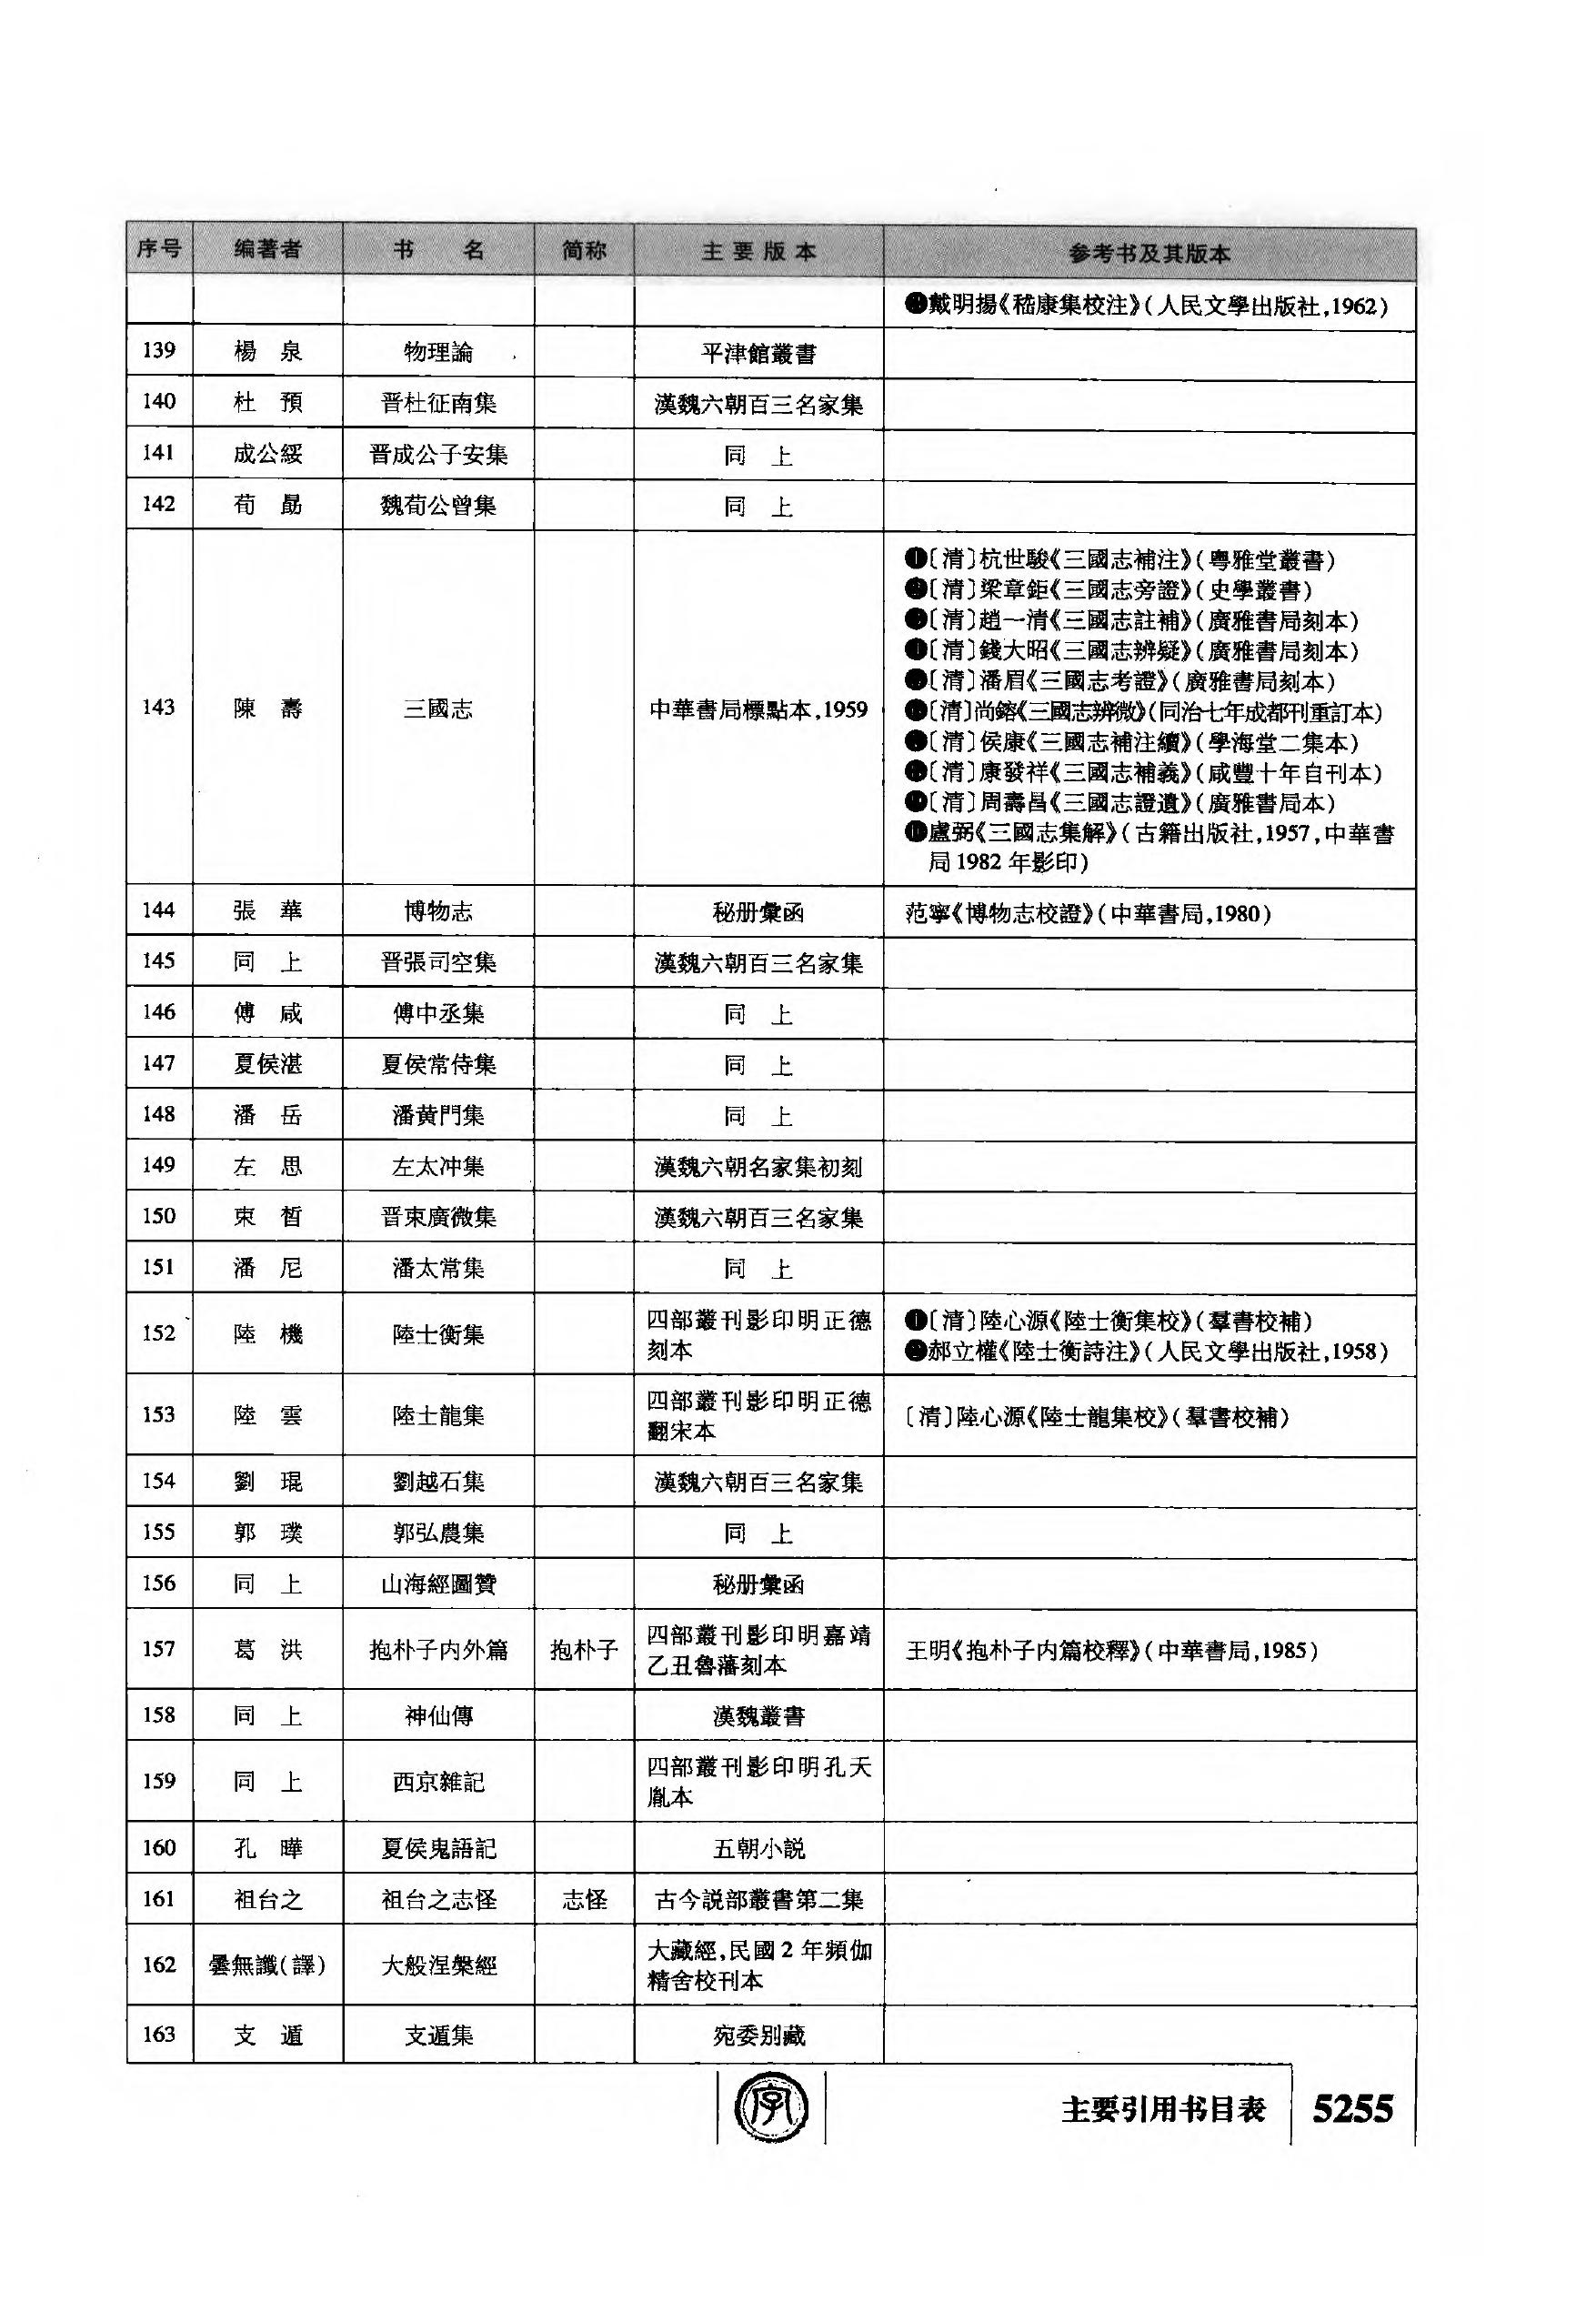 序号 编著者 书 名 简称 主要版本 参考书及其版本
戴明揚《嵇康集校注》(人民文學出版社,1962)
139 楊 泉 物理論 平津館叢書
140 杜 預 晋杜征南集 漢魏六朝百三名家集
141 成公綏 晋成公子安集 同 上
142 荀 勗 魏荀公曾集 同 上
143 陳 壽 三國志 中華書局標點本,1959
❶〔清〕杭世駿《三國志補注》(粤雅堂叢書)
❷〔清〕梁章鉅《三國志旁證》(史學叢書)
❸〔清〕趙一清《三國志註補》(廣雅書局刻本)
❹〔清〕錢大昭《三國志辨疑》(廣雅書局刻本)
❺〔清〕潘眉《三國志考證》(廣雅書局刻本)
❻〔清〕尚鎔《三國志辨微》(同治七年成都刊重訂本)
❼〔清〕侯康《三國志補注續》(學海堂二集本)
❽〔清〕康發祥《三國志補義》(咸豐十年自刊本)
❾〔清〕周壽昌《三國志證遺》(廣雅書局本)
❿盧弼《三國志集解》(古籍出版社,1957,中華書
局1982年影印)
144 張 華 博物志 秘册彙函 范寧《博物志校證》(中華書局,1980)
145 同 上 晋張司空集 漢魏六朝百三名家集
146 傅 咸 傅中丞集 同 上
147 夏侯湛 夏侯常侍集 同 上
148 潘 岳 潘黄門集 同 上
149 左 思 左太冲集 漢魏六朝名家集初刻
150 束 晳 晋束廣微集 漢魏六朝百三名家集
151 潘 尼 潘太常集 同 上
152 陸 機 陸士衡集
四部叢刊影印明正德
刻本
❶〔清〕陸心源《陸士衡集校》(羣書校補)
❷郝立權《陸士衡詩注》(人民文學出版社,1958)
153 陸 雲 陸士龍集
四部叢刊影印明正德
翻宋本
〔清〕陸心源《陸士龍集校》(羣書校補)
154 劉 琨 劉越石集 漢魏六朝百三名家集
155 郭 璞 郭弘農集 同 上
156 同 上 山海經圖贊 秘册彙函
157 葛 洪 抱朴子内外篇 抱朴子
四部叢刊影印明嘉靖
乙丑魯藩刻本
王明《抱朴子内篇校釋》(中華書局,1985)
158 同 上 神仙傳 漢魏叢書
159 同 上 西京雜記
四部叢刊影印明孔天
胤本
160 孔 曄 夏侯鬼語記 五朝小説
161 祖台之 祖台之志怪 志怪 古今説部叢書第二集
162 曇無讖(譯) 大般涅槃經
大藏經,民國2年頻伽
精舍校刊本
163 支 遁 支遁集 宛委别藏
字
主要引用书目表 5255